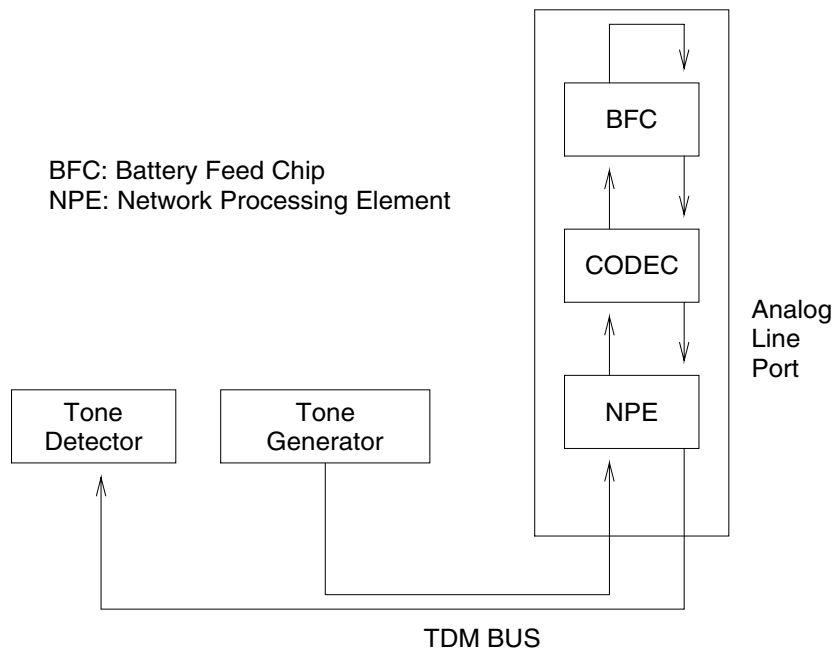 BFC
BFC: Battery Feed Chip
NPE: Network Processing Element
CODEC
Analog
Line
Port
Tone
Detector
Tone
Generator
NPE
TDM BUS